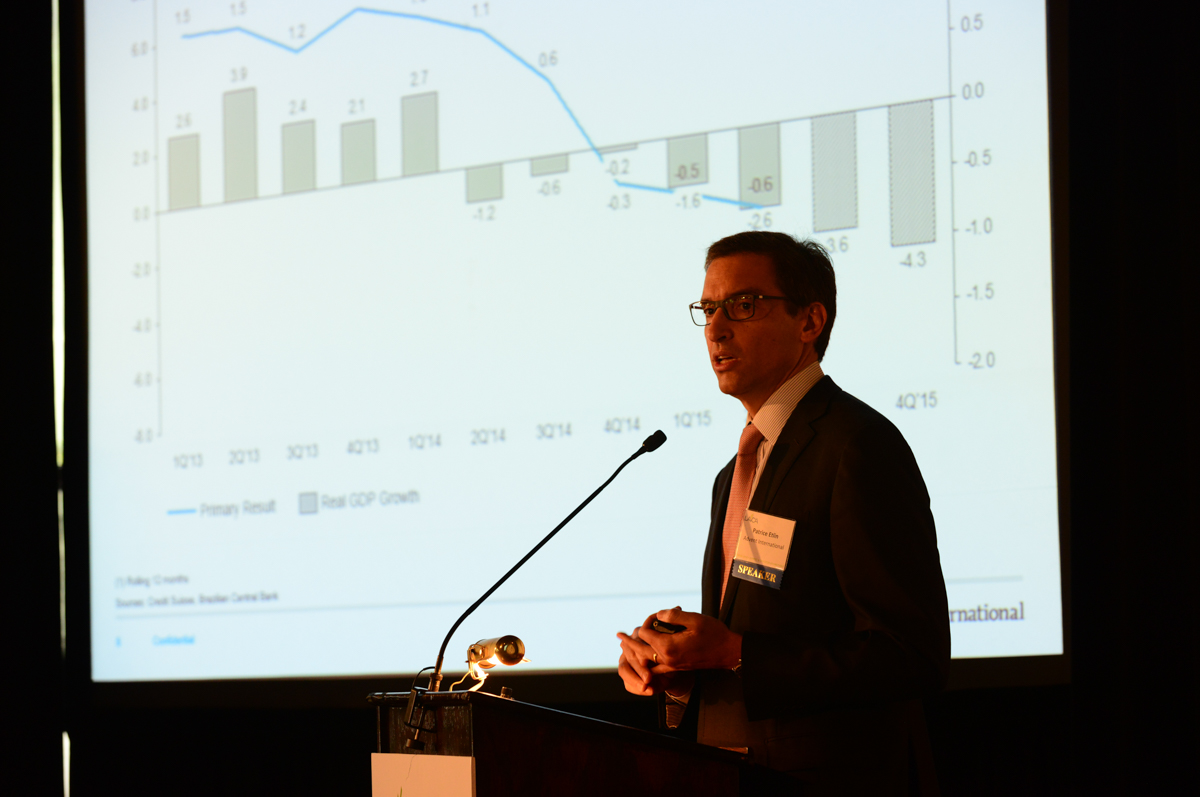 1.5 1.5 1.2 1.1 0.6
6.0 4.0 2.0 0.0 -2.0 -4.0 -6.0 -8.0
2.6 3.9 2.4 2.1 2.7 -1.2 -0.6 -0.2 -1.6 -2.6 -3.6 -4.3
-0.3 -0.5 -0.6
0.5 0.0 -0.5 -1.0 -1.5 -2.0
1Q'13 2Q'13 3Q'13 4Q'13 1Q'14 2Q'14 3Q'14 4Q'14 1Q'15 4Q'15
Primary Result Real GDP Growth
(1) Rolling 12 months
Sources: Credit Suisse, Brazilian Central Bank
Confidential
rnational
Patrice Etlin
Advent International
SPEAKER